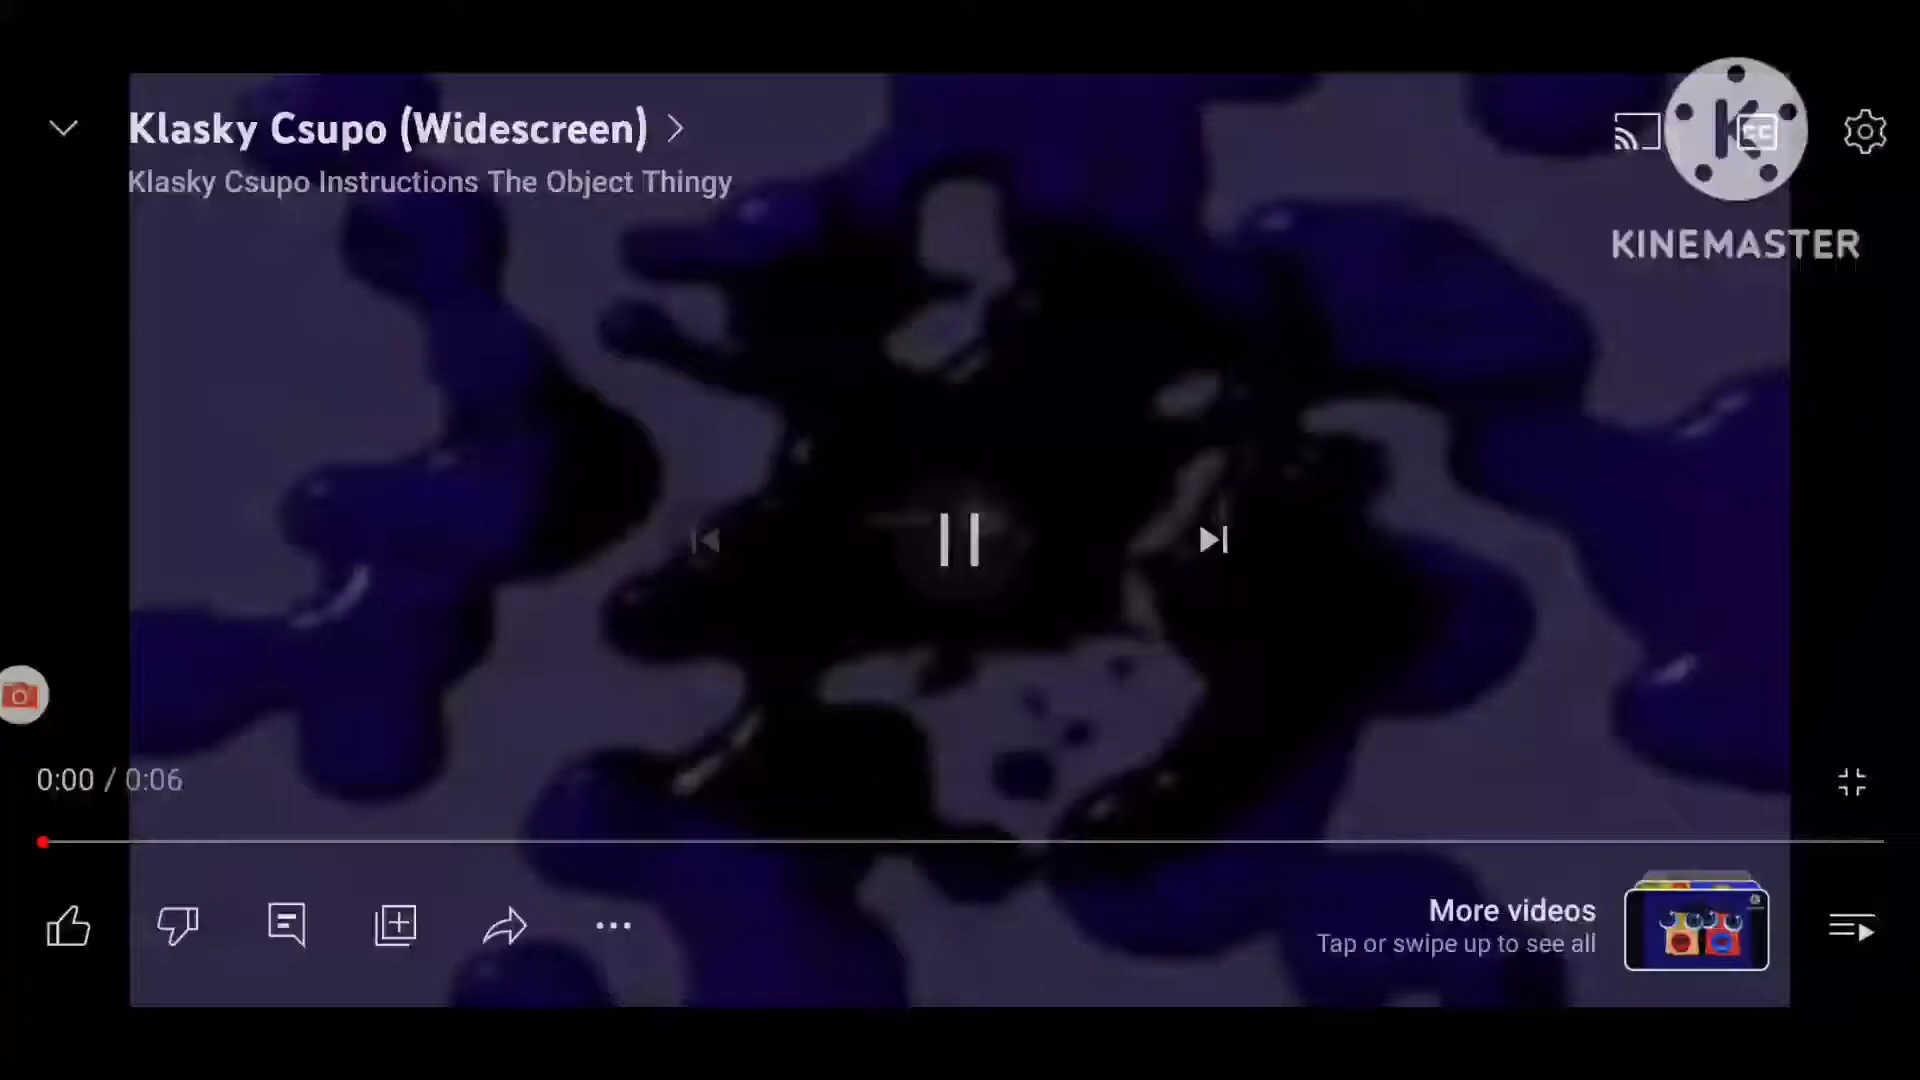 Klasky Csupo (Widescreen)
Klasky Csupo Instructions The Object Thingy
K
CC
KINEMASTER
0:00 / 0:06
More videos
Tap or swipe up to see all